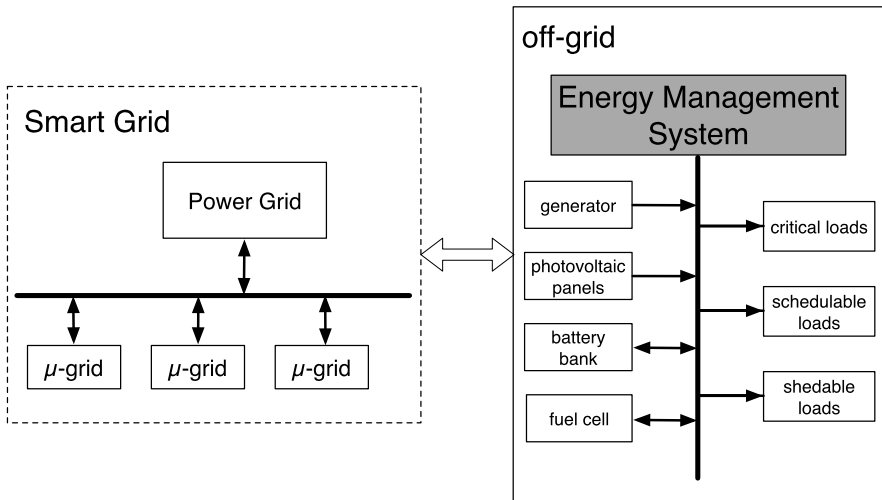 Smart Grid
Power Grid
µ-grid
µ-grid
µ-grid
off-grid
Energy Management
System
generator
photovoltaic
panels
battery
bank
fuel cell
critical loads
schedulable
loads
shedable
loads